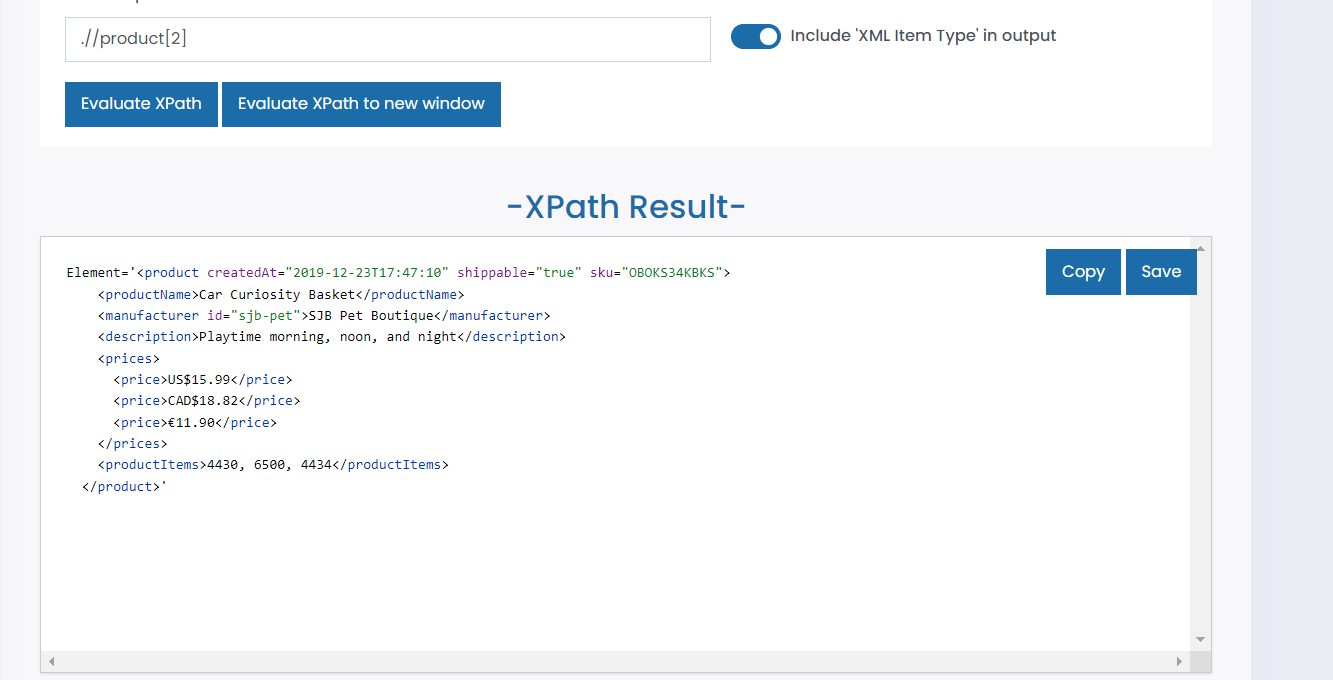 .//product[2]
Include 'XML Item Type' in output
Evaluate XPath
Evaluate XPath to new window
-XPath Result-
Copy
Save
Element='<product createdAt="2019-12-23T17:47:10" shippable="true" sku="OBOKS34KBKS">
<productName>Car Curiosity Basket</productName>
<manufacturer id="sjb-pet">SJB Pet Boutique</manufacturer>
<description>Playtime morning, noon, and night</description>
<prices>
<price>US$15.99</price>
<price>CAD$18.82</price>
<price>€11.90</price>
</prices>
<productItems>4430, 6500, 4434</productItems>
</product>'